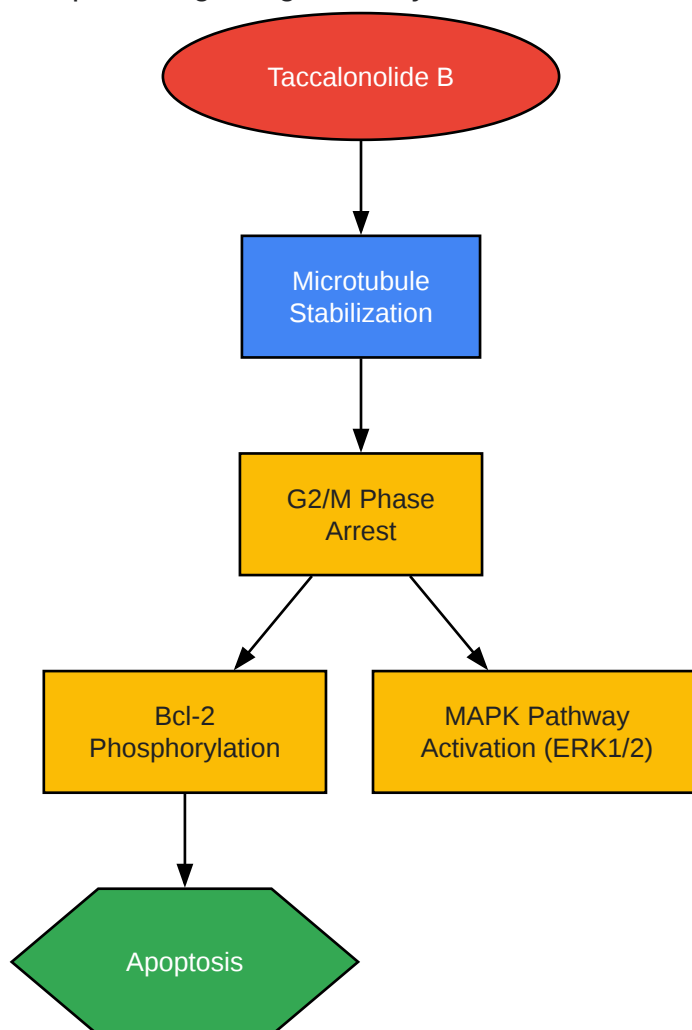 Taccalonolide B
Microtubule
Stabilization
G2/M Phase
Arrest
Bcl-2
Phosphorylation
MAPK Pathway
Activation (ERK1/2)
Apoptosis